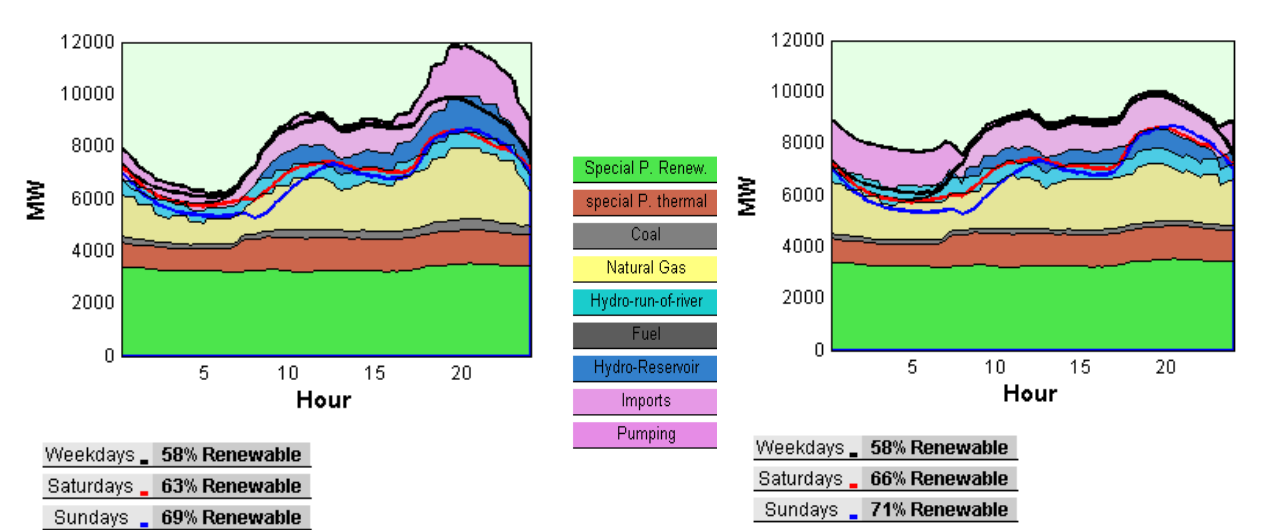 12000
10000
8000
6000
4000
2000
0
MW
5 10 15 20
Hour
Weekdays 58% Renewable
Saturdays 63% Renewable
Sundays 69% Renewable
Special P. Renew.
special P. thermal
Coal
Natural Gas
Hydro-run-of-river
Fuel
Hydro-Reservoir
Imports
Pumping
12000
10000
8000
6000
4000
2000
0
MW
5 10 15 20
Hour
Weekdays 58% Renewable
Saturdays 66% Renewable
Sundays 71% Renewable